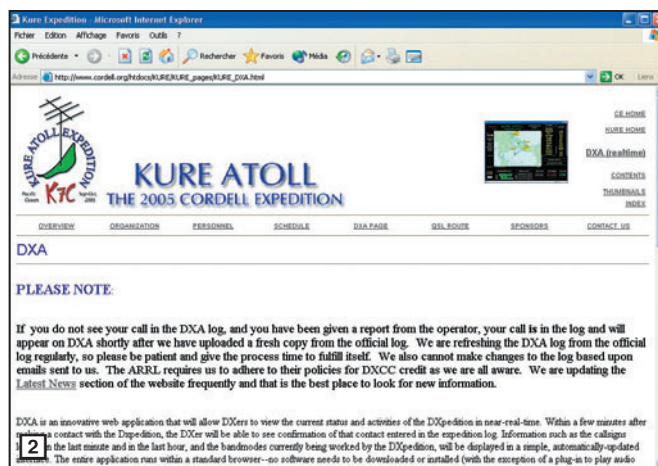 Kure Expedition - Microsoft Internet Explorer
Fichier Edition Affichage Favoris Outils ?
Précédente Rechercher Favoris Média
Adresse http://www.cordell.org/htdocs/KURE/KURE_pages/KURE_DXA.html OK Liens
CE HOME
KURE HOME
DXA (realtime)
CONTENTS
THUMBNAILS
INDEX
KURE ATOLL EXPEDITION
Pacific Ocean K7C 2005
KURE ATOLL
THE 2005 CORDELL EXPEDITION
OVERVIEW ORGANIZATION PERSONNEL SCHEDULE DXA PAGE QSL ROUTE SPONSORS CONTACT US
DXA
PLEASE NOTE:
If you do not see your call in the DXA log, and you have been given a report from the operator, your call is in the log and will
appear on DXA shortly after we have uploaded a fresh copy from the official log. We are refreshing the DXA log from the official
log regularly, so please be patient and give the process time to fulfill itself. We also cannot make changes to the log based upon
emails sent to us. The ARRL requires us to adhere to their policies for DXCC credit as we are all aware. We are updating the
Latest News section of the website frequently and that is the best place to look for new information.
DXA is an innovative web application that will allow DXers to view the current status and activities of the DXpedition in near-real-time. Within a few minutes after
a contact with the Dxpedition, the DXer will be able to see confirmation of that contact entered in the expedition log. Information such as the callsigns
in the last minute and in the last hour, and the bandmodes currently being worked by the DXpedition, will be displayed in a simple, automatically-updated
The entire application runs within a standard browser--no software needs to be downloaded or installed (with the exception of a plug-in to play audio
2